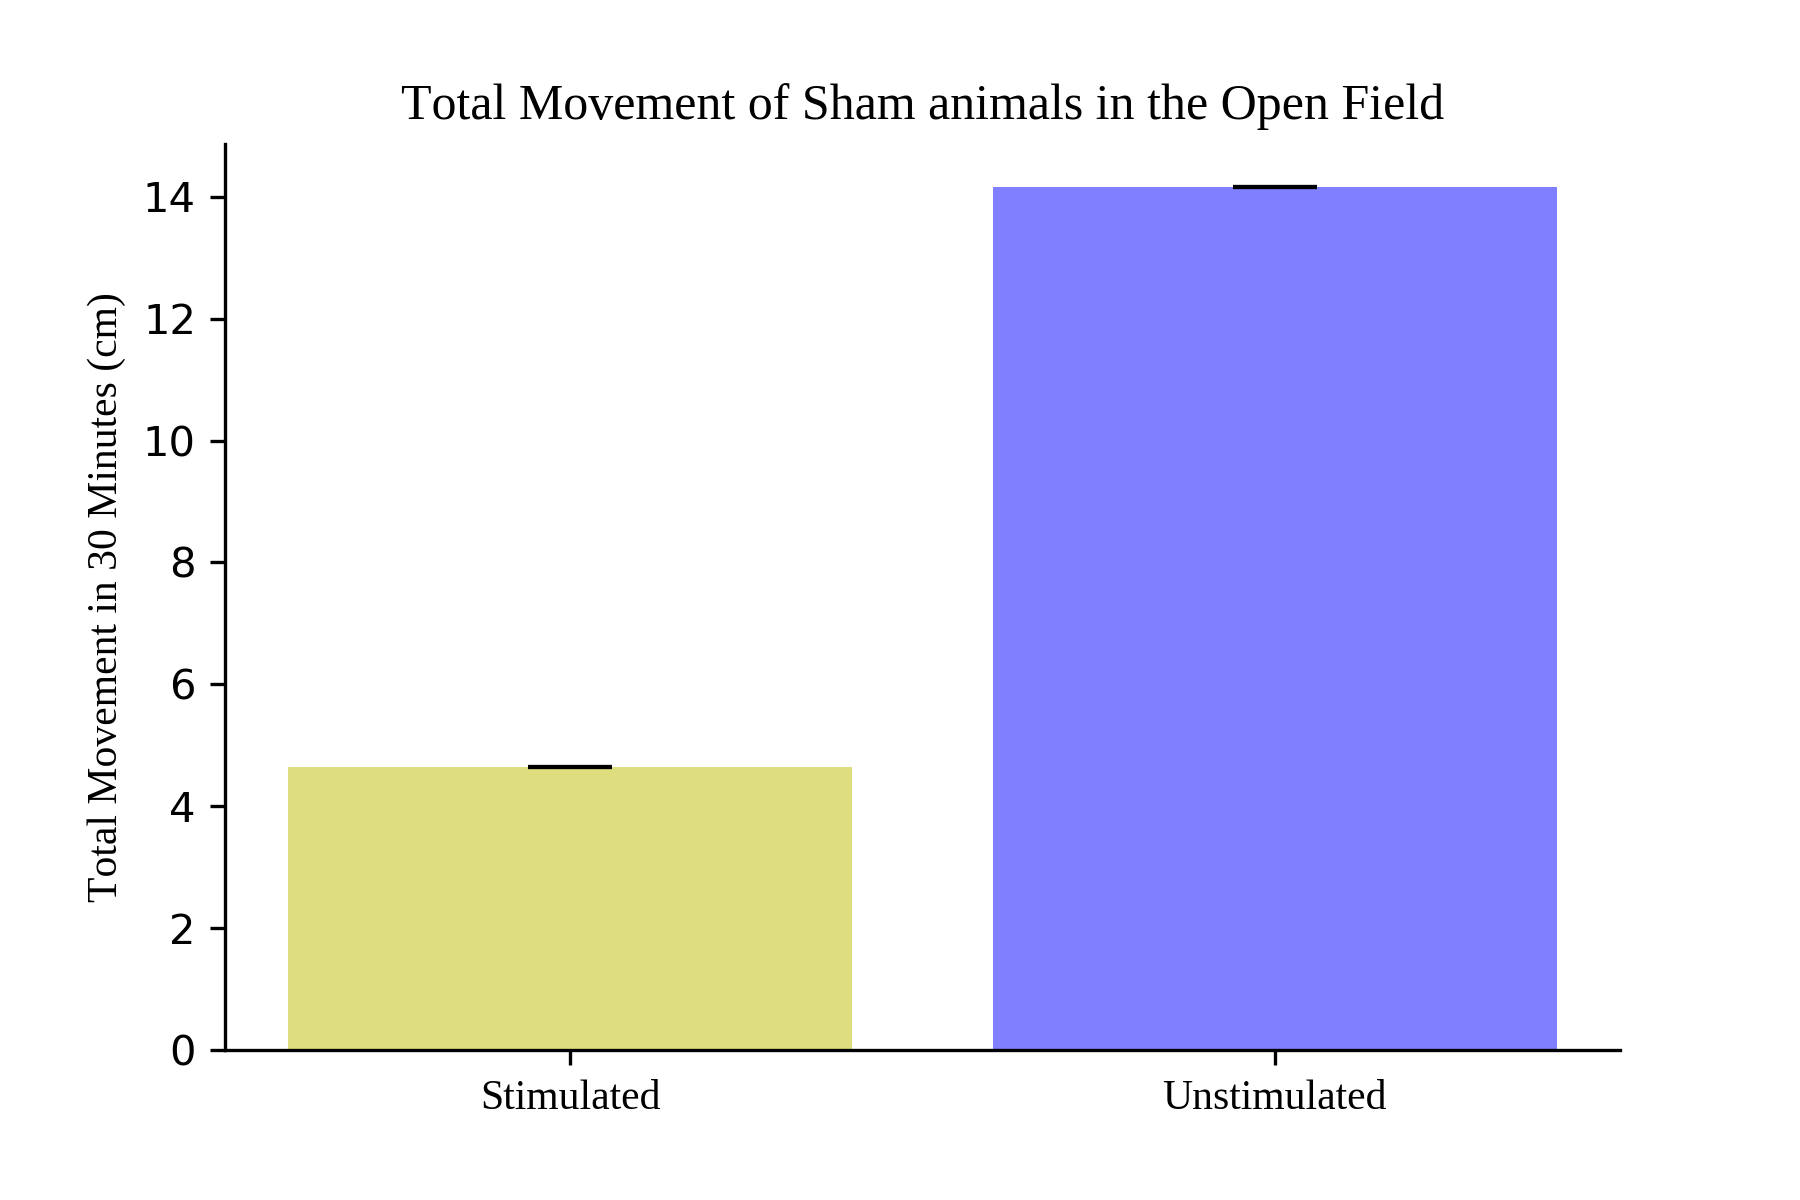 Total Movement of Sham animals in the Open Field
Total Movement in 30 Minutes (cm)
14
12
10
8
6
4
2
0
Stimulated
Unstimulated